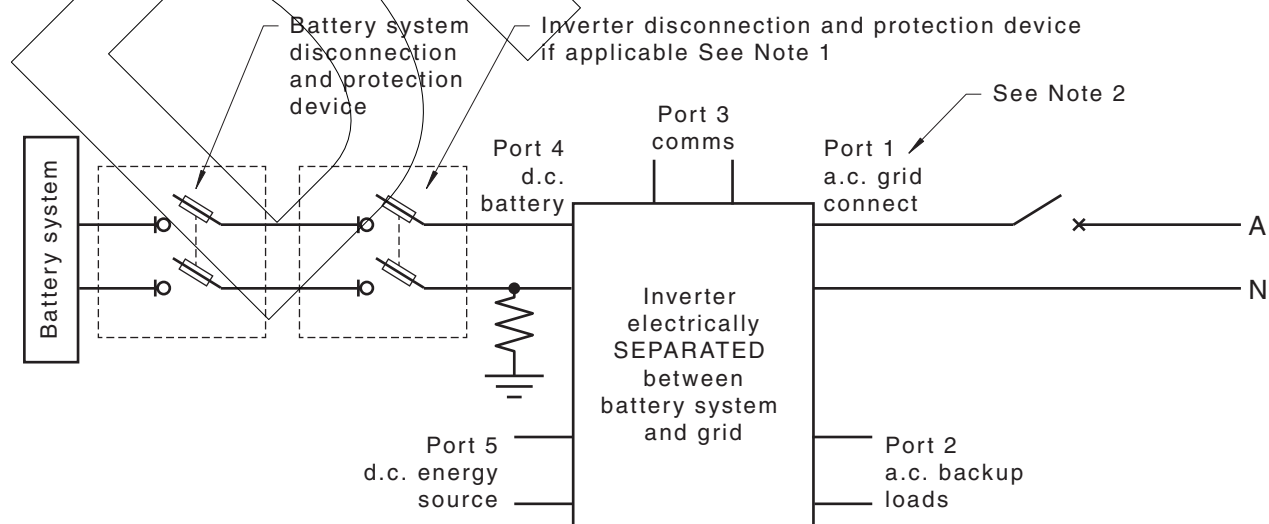 Battery system
disconnection
and protection
device
Inverter disconnection and protection device
if applicable See Note 1
See Note 2
Port 3
comms
Port 4
d.c.
battery
Port 1
a.c. grid
connect
Battery system
A
N
Inverter
electrically
SEPARATED
between
battery system
and grid
Port 5
d.c. energy
source
Port 2
a.c. backup
loads